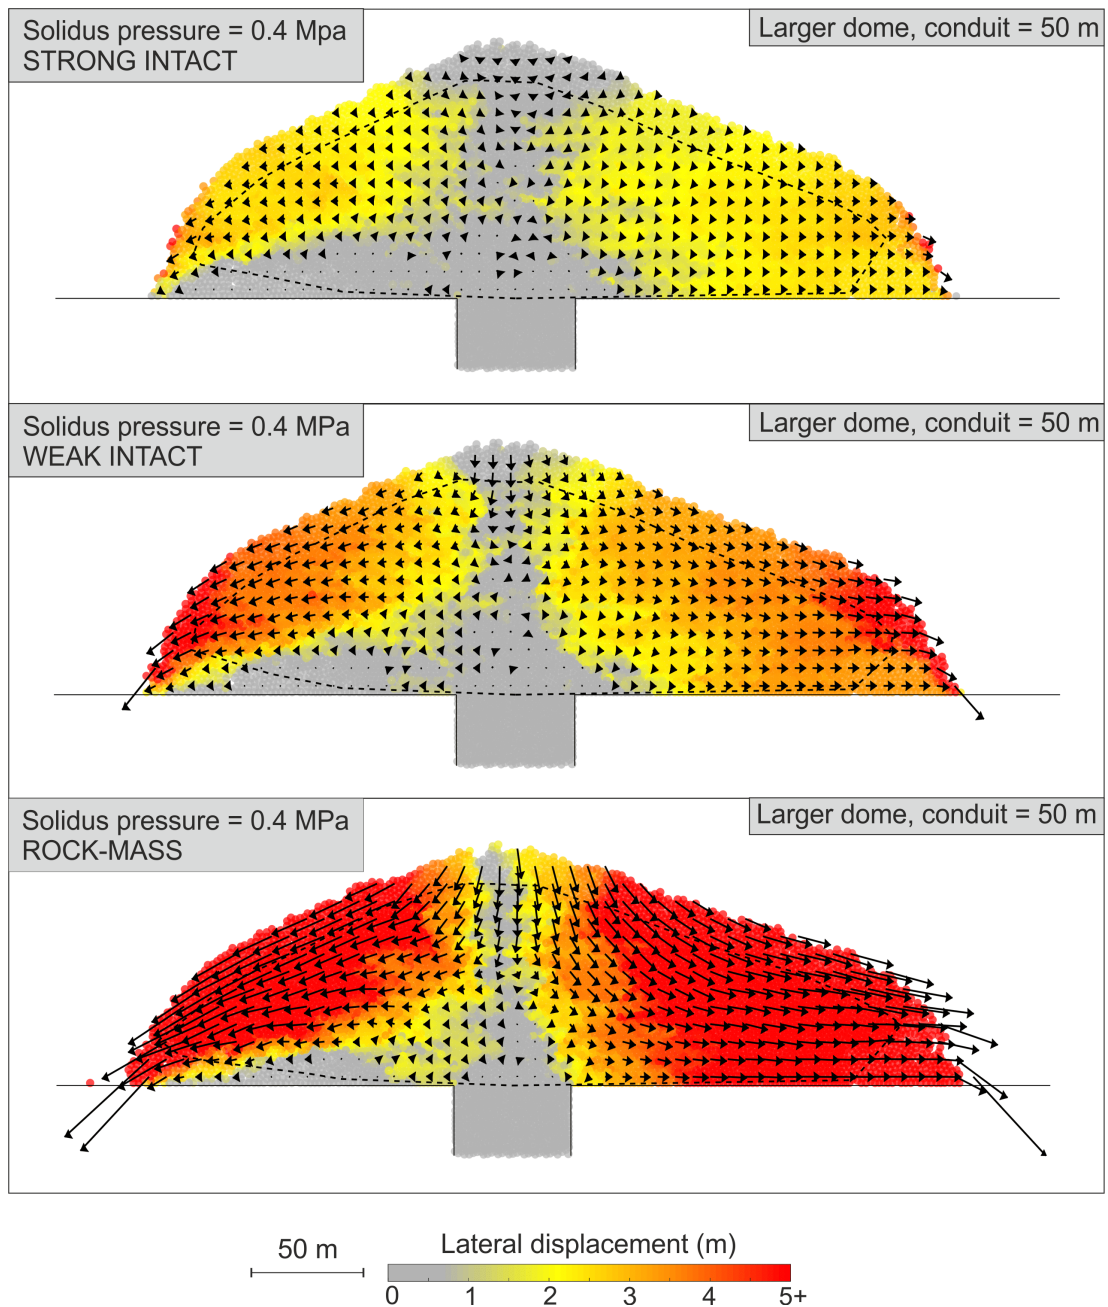 Solidus pressure = 0.4 Mpa
STRONG INTACT
Larger dome, conduit = 50 m
Solidus pressure = 0.4 MPa
WEAK INTACT
Larger dome, conduit = 50 m
Solidus pressure = 0.4 MPa
ROCK-MASS
Larger dome, conduit = 50 m
50 m
Lateral displacement (m)
0 1 2 3 4 5+